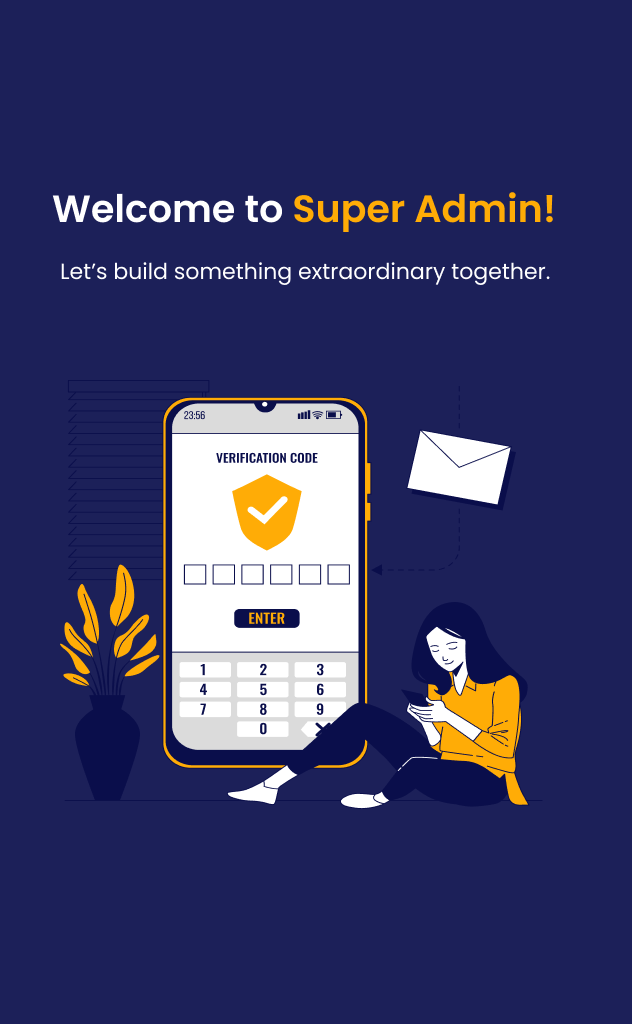 Welcome to Super Admin!
Let’s build something extraordinary together.
23:56
VERIFICATION CODE
ENTER
1 2 3
4 5 6
7 8 9
0